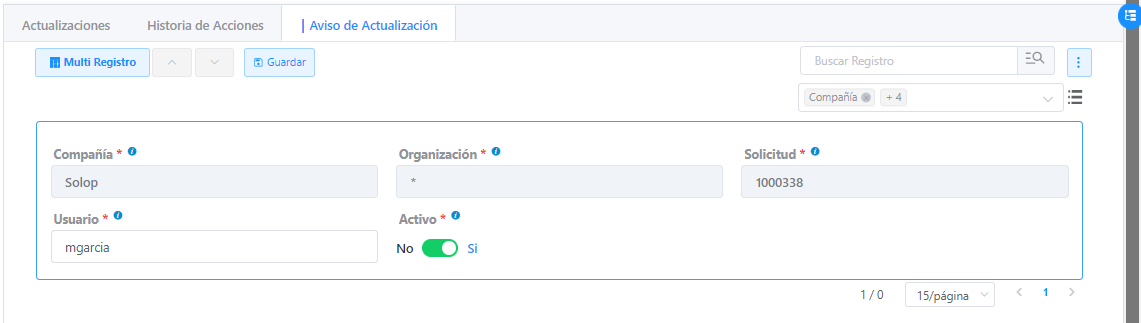 Actualizaciones Historia de Acciones | Aviso de Actualización
Multi Registro Guardar Buscar Registro
Compañía + 4
Compañía * Organización * Solicitud *
Solop * 1000338
Usuario * Activo *
mgarcia No Si
1 / 0 15/página 1